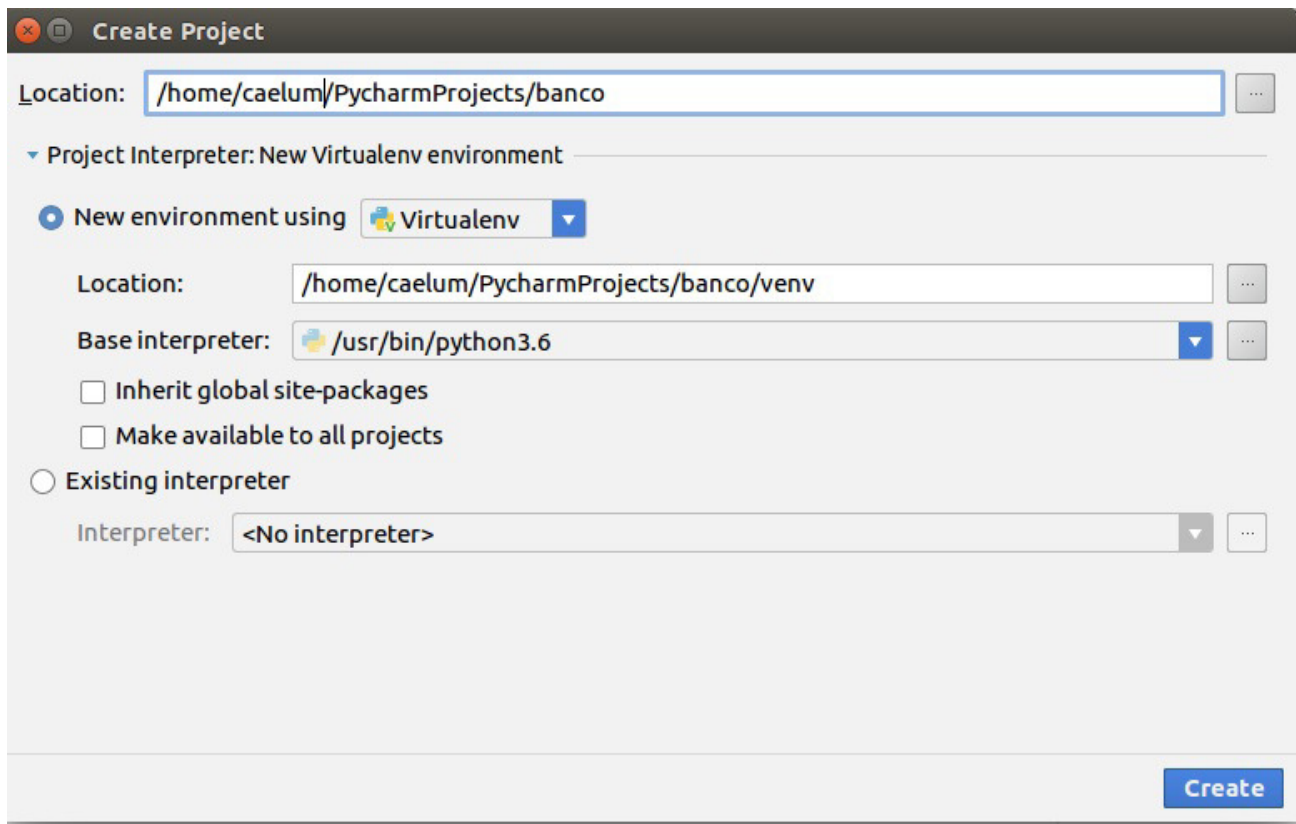 Create Project
Location: /home/caelum/PycharmProjects/banco ...
Project Interpreter: New Virtualenv environment
New environment using Virtualenv
Location: /home/caelum/PycharmProjects/banco/venv ...
Base interpreter: /usr/bin/python3.6 ...
Inherit global site-packages
Make available to all projects
Existing interpreter
Interpreter: <No interpreter> ...
Create